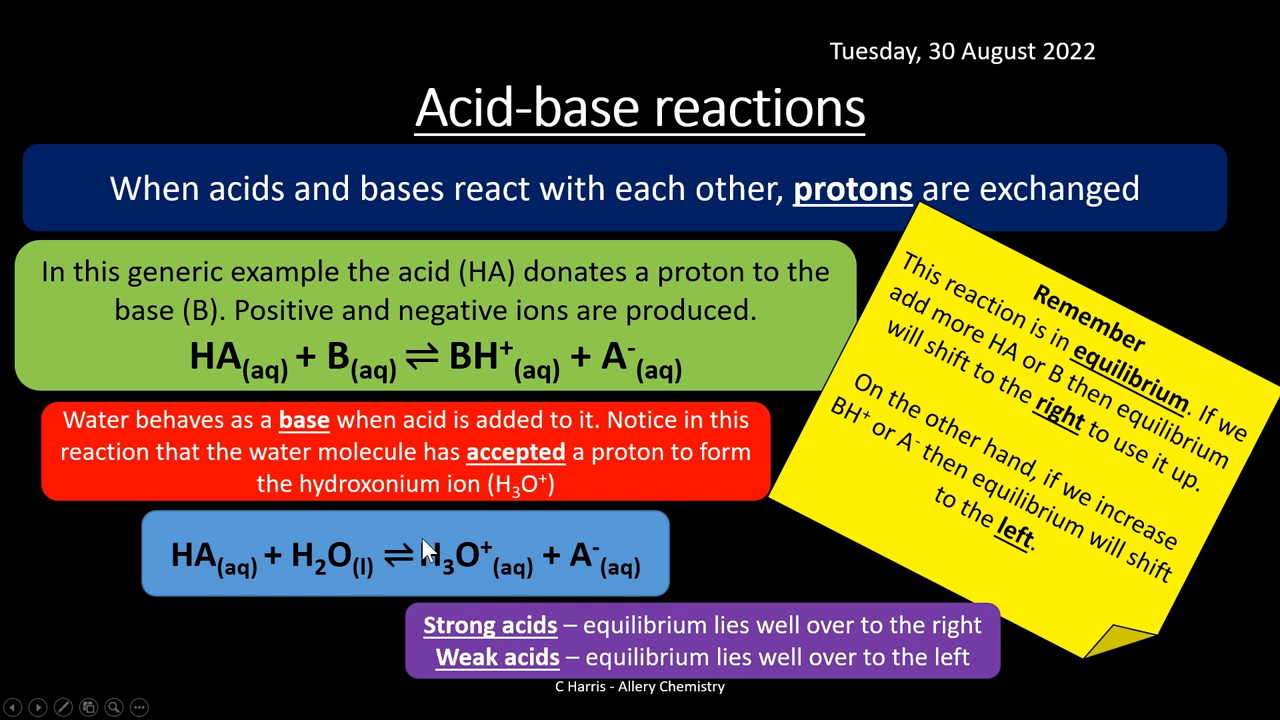 Tuesday, 30 August 2022
Acid-base reactions
When acids and bases react with each other, protons are exchanged
In this generic example the acid (HA) donates a proton to the
base (B). Positive and negative ions are produced.
HA(aq) + B(aq) ⇌ BH⁺(aq) + A⁻(aq)
Water behaves as a base when acid is added to it. Notice in this
reaction that the water molecule has accepted a proton to form
the hydroxonium ion (H₃O⁺)
HA(aq) + H₂O(l) ⇌ H₃O⁺(aq) + A⁻(aq)
Remember
This reaction is in equilibrium. If we
add more HA or B then equilibrium
will shift to the right to use it up.
On the other hand, if we increase
BH⁺ or A⁻ then equilibrium will shift
to the left.
Strong acids – equilibrium lies well over to the right
Weak acids – equilibrium lies well over to the left
C Harris - Allery Chemistry